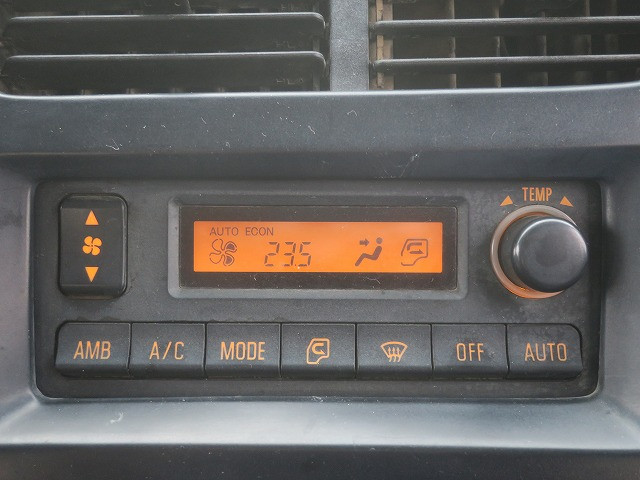 TEMP
AUTO ECON
23.5
AMB A/C MODE OFF AUTO